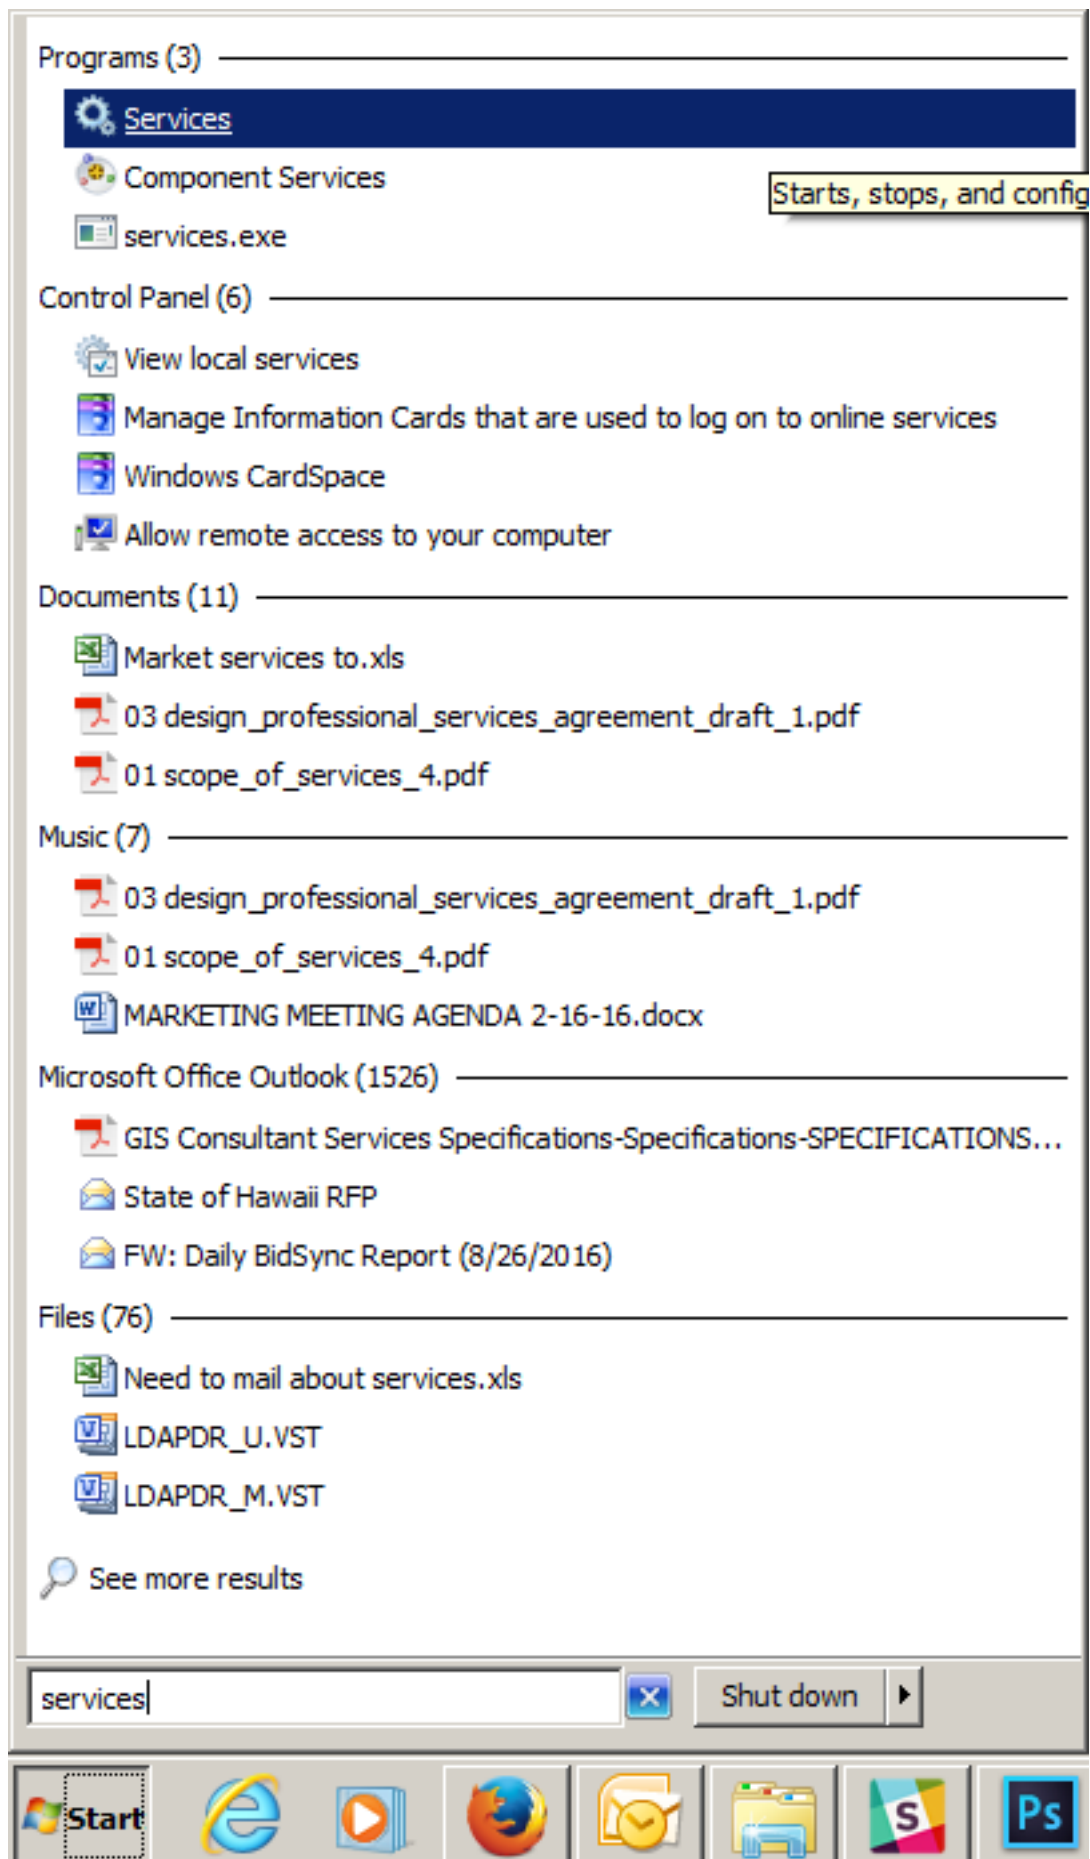 Programs (3)
Services
Component Services
Starts, stops, and config
services.exe
Control Panel (6)
View local services
Manage Information Cards that are used to log on to online services
Windows CardSpace
Allow remote access to your computer
Documents (11)
Market services to.xls
03 design_professional_services_agreement_draft_1.pdf
01 scope_of_services_4.pdf
Music (7)
03 design_professional_services_agreement_draft_1.pdf
01 scope_of_services_4.pdf
MARKETING MEETING AGENDA 2-16-16.docx
Microsoft Office Outlook (1526)
GIS Consultant Services Specifications-Specifications-SPECIFICATIONS...
State of Hawaii RFP
FW: Daily BidSync Report (8/26/2016)
Files (76)
Need to mail about services.xls
LDAPDR_U.VST
LDAPDR_M.VST
See more results
services
Shut down
Start
S
Ps